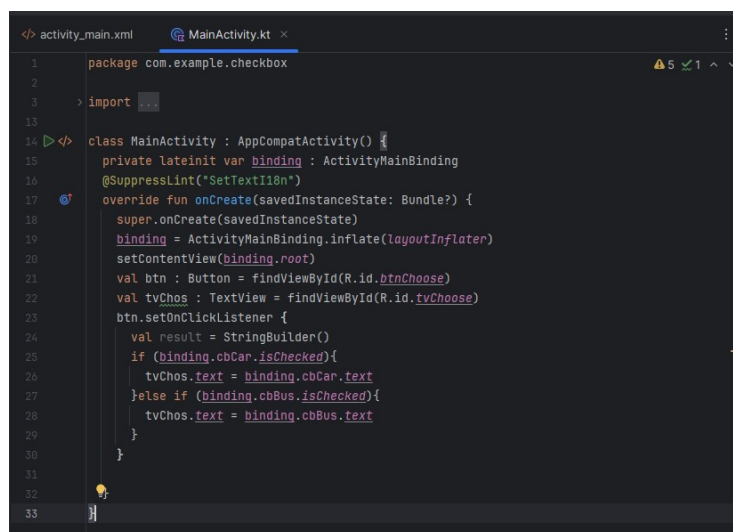 activity_main.xml MainActivity.kt
1 package com.example.checkbox 5 1
2
3 import ...
13
14 class MainActivity : AppCompatActivity() {
15 private lateinit var binding : ActivityMainBinding
16 @SuppressLint("SetTextI18n")
17 override fun onCreate(savedInstanceState: Bundle?) {
18 super.onCreate(savedInstanceState)
19 binding = ActivityMainBinding.inflate(layoutInflater)
20 setContentView(binding.root)
21 val btn : Button = findViewById(R.id.btnChoose)
22 val tvChos : TextView = findViewById(R.id.tvChoose)
23 btn.setOnClickListener {
24 val result = StringBuilder()
25 if (binding.cbCar.isChecked){
26 tvChos.text = binding.cbCar.text
27 }else if (binding.cbBus.isChecked){
28 tvChos.text = binding.cbBus.text
29 }
30 }
31
32 }
33 }